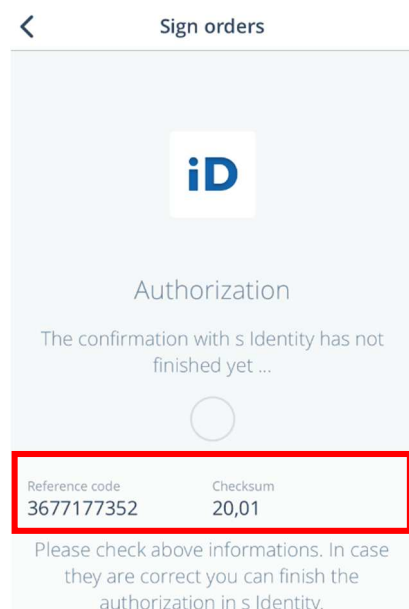 Sign orders
iD
Authorization
The confirmation with s Identity has not
finished yet ...
Reference code Checksum
3677177352 20,01
Please check above informations. In case
they are correct you can finish the
authorization in s Identity.